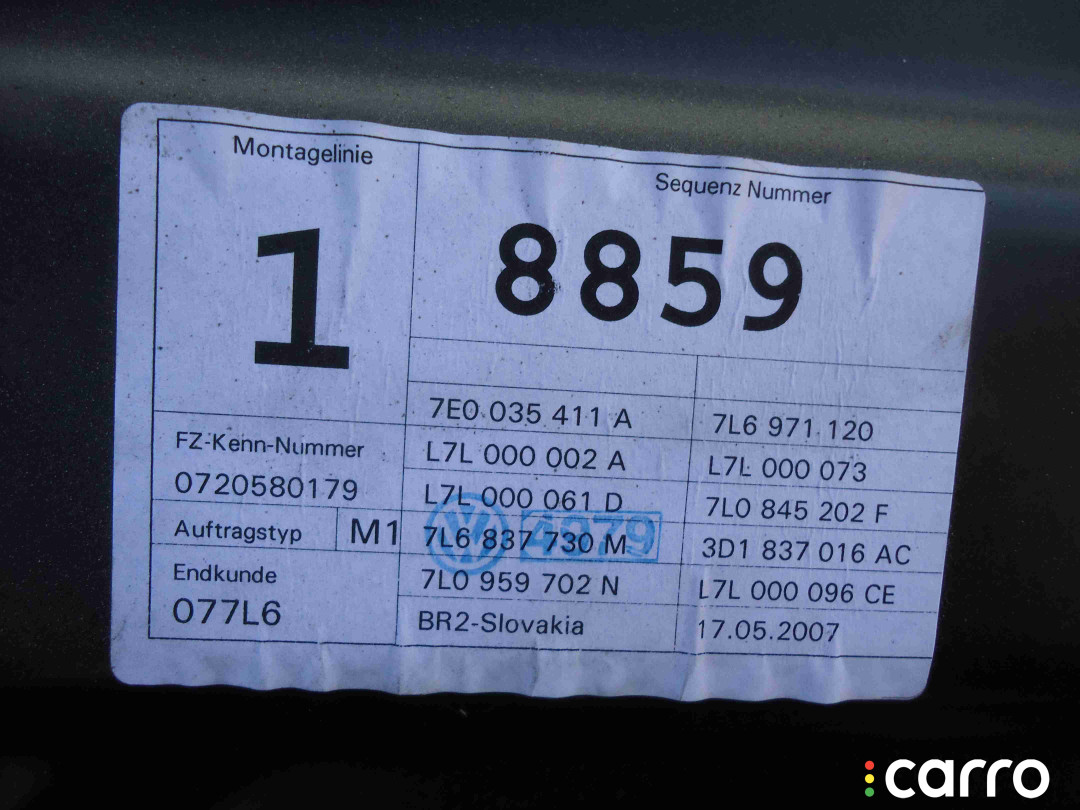 Montagelinie
1
Sequenz Nummer
8859
FZ-Kenn-Nummer
0720580179
Auftragstyp M1
Endkunde
077L6
7E0 035 411 A 7L6 971 120
L7L 000 002 A L7L 000 073
L7L 000 061 D 7L0 845 202 F
7L6 837 730 M 3D1 837 016 AC
7L0 959 702 N L7L 000 096 CE
BR2-Slovakia 17.05.2007
VW 4079
carro